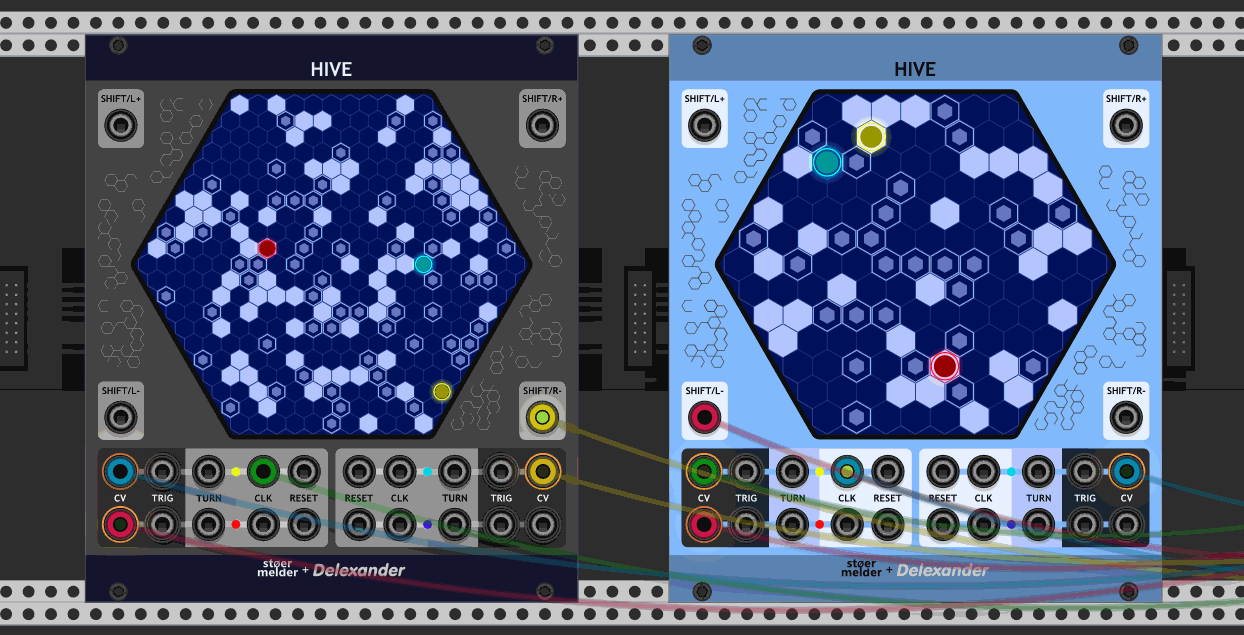 HIVE
SHIFT/L+
SHIFT/R+
SHIFT/L-
SHIFT/R-
CV TRIG TURN CLK RESET RESET CLK TURN TRIG CV
støer
melder + Delexander
HIVE
SHIFT/L+
SHIFT/R+
SHIFT/L-
SHIFT/R-
CV TRIG TURN CLK RESET RESET CLK TURN TRIG CV
støer
melder + Delexander